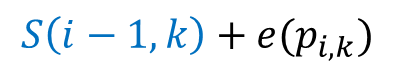 S(i − 1, k) + e(p_{i,k})